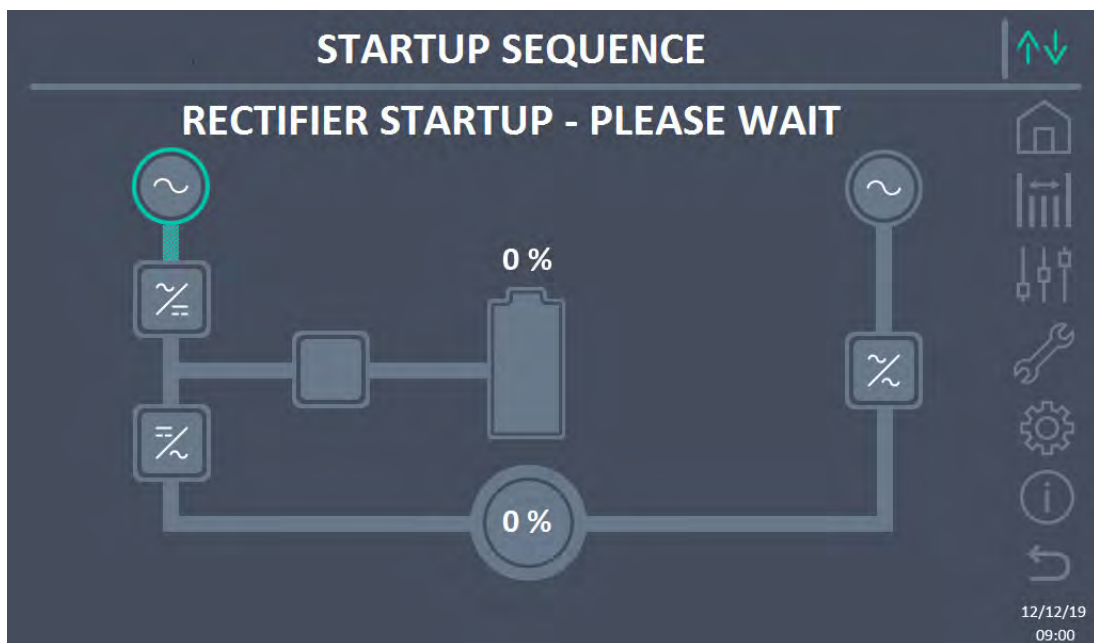 STARTUP SEQUENCE
RECTIFIER STARTUP - PLEASE WAIT
0 %
0 %
12/12/19
09:00